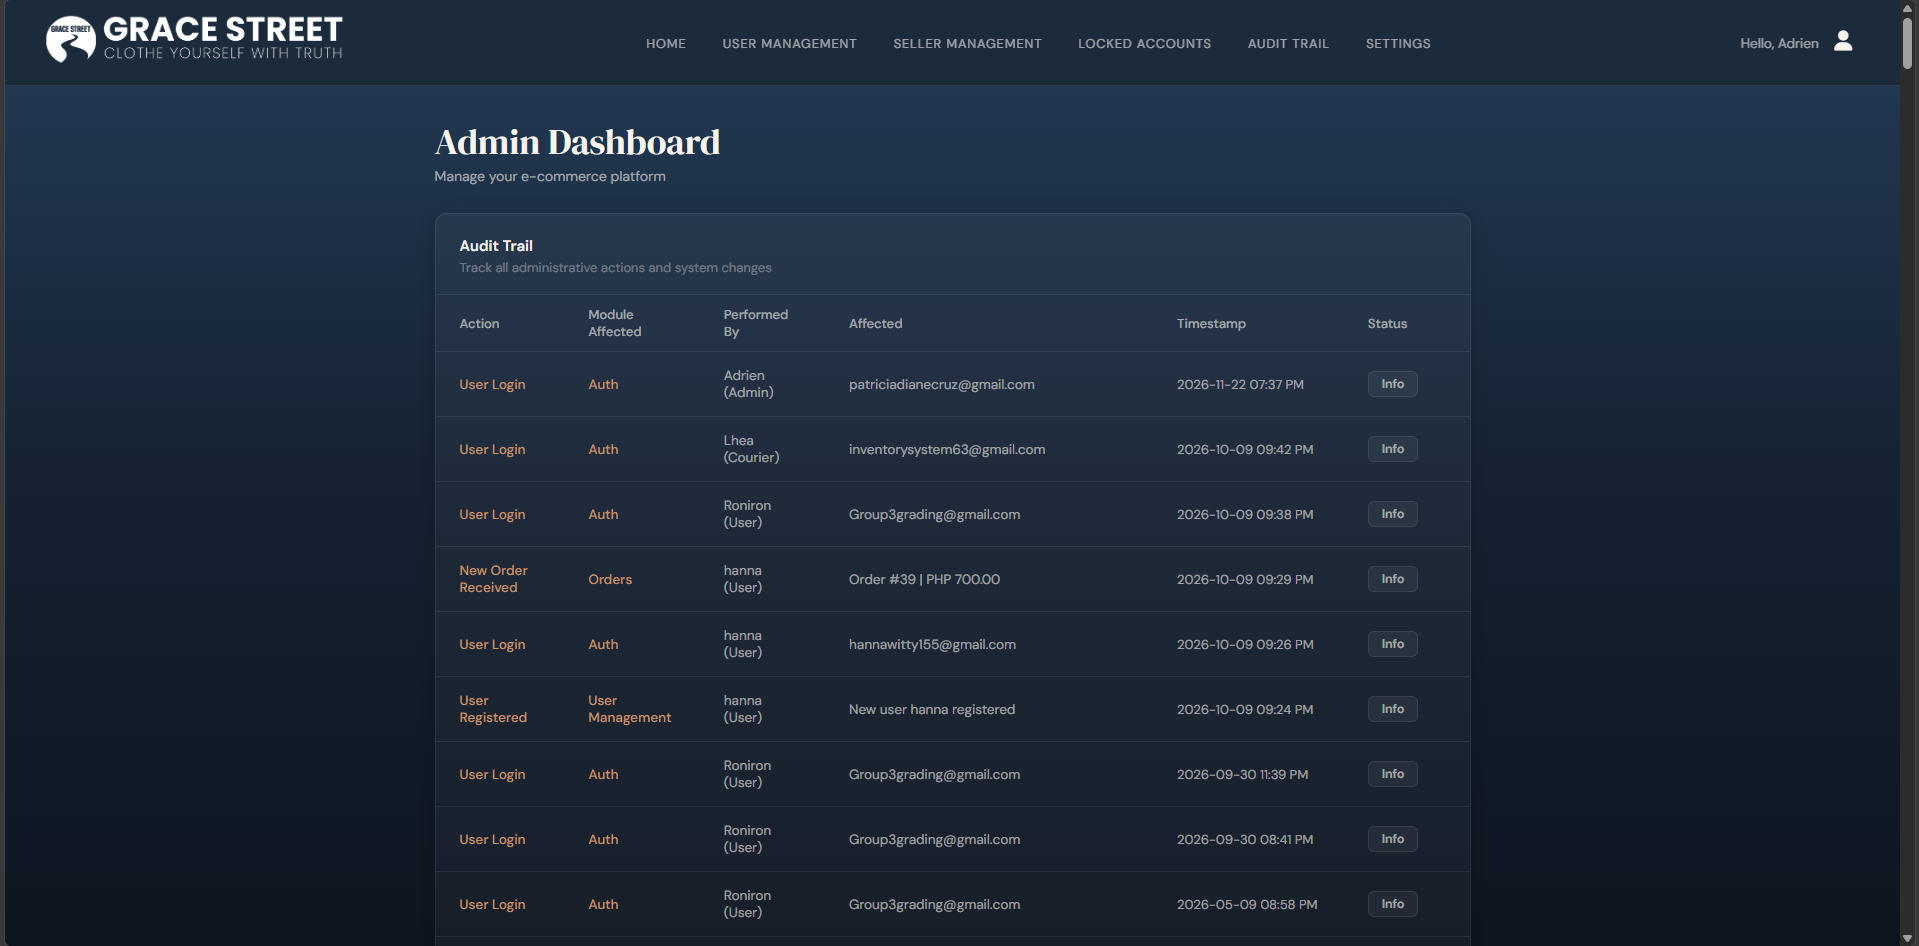 GRACE STREET
GRACE STREET
CLOTHE YOURSELF WITH TRUTH
HOME
USER MANAGEMENT
SELLER MANAGEMENT
LOCKED ACCOUNTS
AUDIT TRAIL
SETTINGS
Hello, Adrien
Admin Dashboard
Manage your e-commerce platform
Audit Trail
Track all administrative actions and system changes
Action
Module
Affected
Performed
By
Affected
Timestamp
Status
User Login
Auth
Adrien
(Admin)
patriciadianecruz@gmail.com
2026-11-22 07:37 PM
Info
User Login
Auth
Lhea
(Courier)
inventorysystem63@gmail.com
2026-10-09 09:42 PM
Info
User Login
Auth
Roniron
(User)
Group3grading@gmail.com
2026-10-09 09:38 PM
Info
New Order
Received
Orders
hanna
(User)
Order #39 | PHP 700.00
2026-10-09 09:29 PM
Info
User Login
Auth
hanna
(User)
hannawitty155@gmail.com
2026-10-09 09:26 PM
Info
User
Registered
User
Management
hanna
(User)
New user hanna registered
2026-10-09 09:24 PM
Info
User Login
Auth
Roniron
(User)
Group3grading@gmail.com
2026-09-30 11:39 PM
Info
User Login
Auth
Roniron
(User)
Group3grading@gmail.com
2026-09-30 08:41 PM
Info
User Login
Auth
Roniron
(User)
Group3grading@gmail.com
2026-05-09 08:58 PM
Info